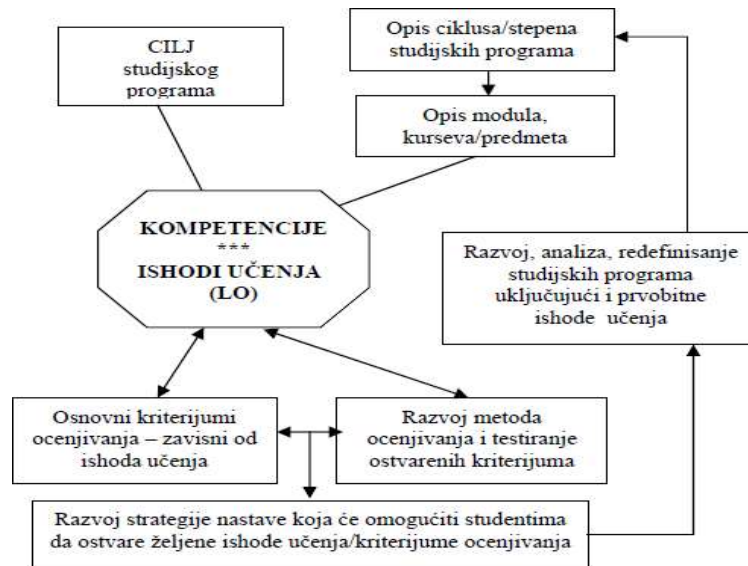 CILJ
studijskog
programa
Opis ciklusa/stepena
studijskih programa
Opis modula,
kurseva/predmeta
KOMPETENCIJE
***
ISHODI UČENJA
(LO)
Razvoj, analiza, redefinisanje
studijskih programa
uključujući i prvobitne
ishode učenja
Osnovni kriterijumi
ocenjivanja – zavisni od
ishoda učenja
Razvoj metoda
ocenjivanja i testiranje
ostvarenih kriterijuma
Razvoj strategije nastave koja će omogućiti studentima
da ostvare željene ishode učenja/kriterijume ocenjivanja